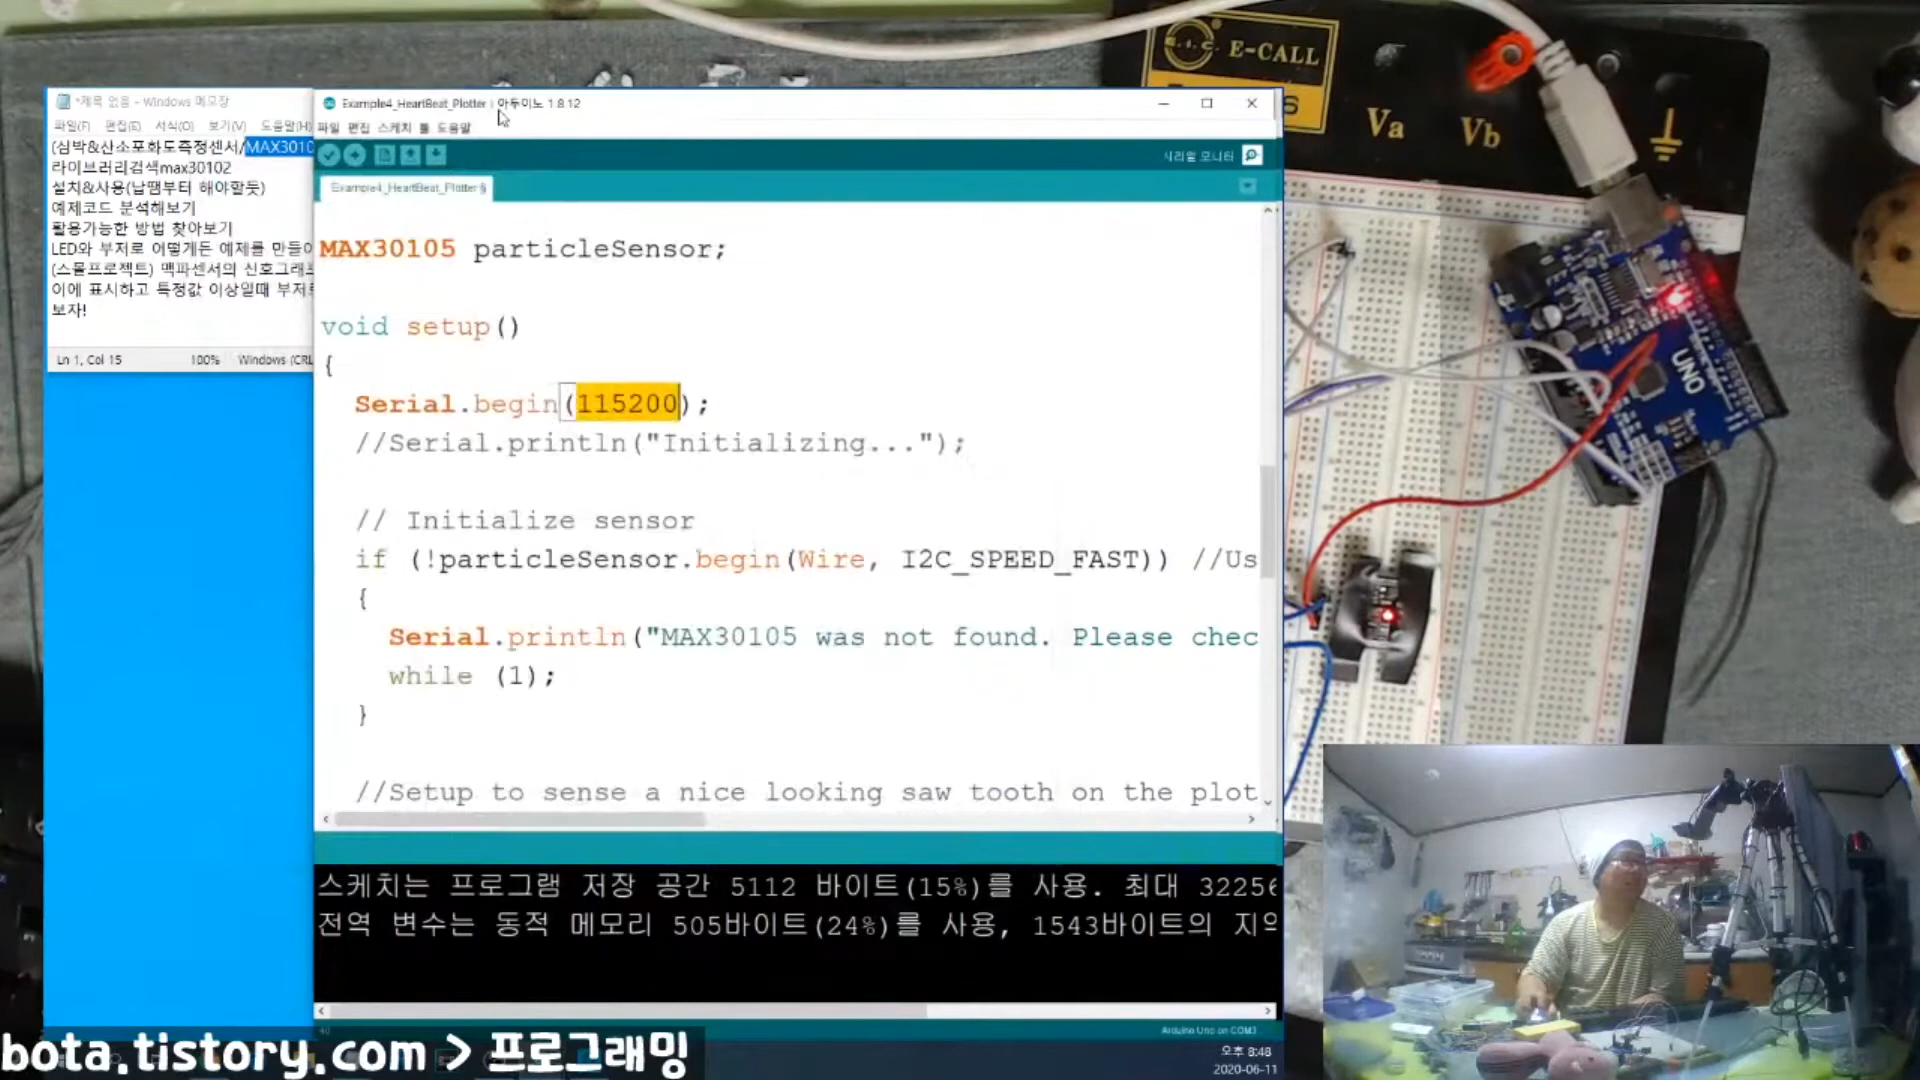 *제목 없음 - Windows 메모장
파일(F) 편집(E) 서식(O) 보기(V) 도움말(H)
(심박&산소포화도측정센서/MAX3010
라이브러리검색max30102
설치&사용(납땜부터 해야할듯)
예제코드 분석해보기
활용가능한 방법 찾아보기
LED와 부저로 어떻게든 예제를 만들어
(스몰프로젝트) 맥파센서의 신호그래프
이에 표시하고 특정값 이상일때 부저
보자!
Ln 1, Col 15 100% Windows (CRL
Example4_HeartBeat_Plotter | 아두이노 1.8.12
파일 편집 스케치 툴 도움말
시리얼 모니터
Example4_HeartBeat_Plotter §
MAX30105 particleSensor;
void setup()
{
Serial.begin(115200);
//Serial.println("Initializing...");
// Initialize sensor
if (!particleSensor.begin(Wire, I2C_SPEED_FAST)) //Us
{
Serial.println("MAX30105 was not found. Please chec
while (1);
}
//Setup to sense a nice looking saw tooth on the plot
스케치는 프로그램 저장 공간 5112 바이트(15%)를 사용. 최대 32256
전역 변수는 동적 메모리 505바이트(24%)를 사용, 1543바이트의 지역
40
Arduino Uno on COM3
오후 8:48
2020-06-11
bota.tistory.com > 프로그래밍
E.I.C. E-CALL
Va
Vb
UNO